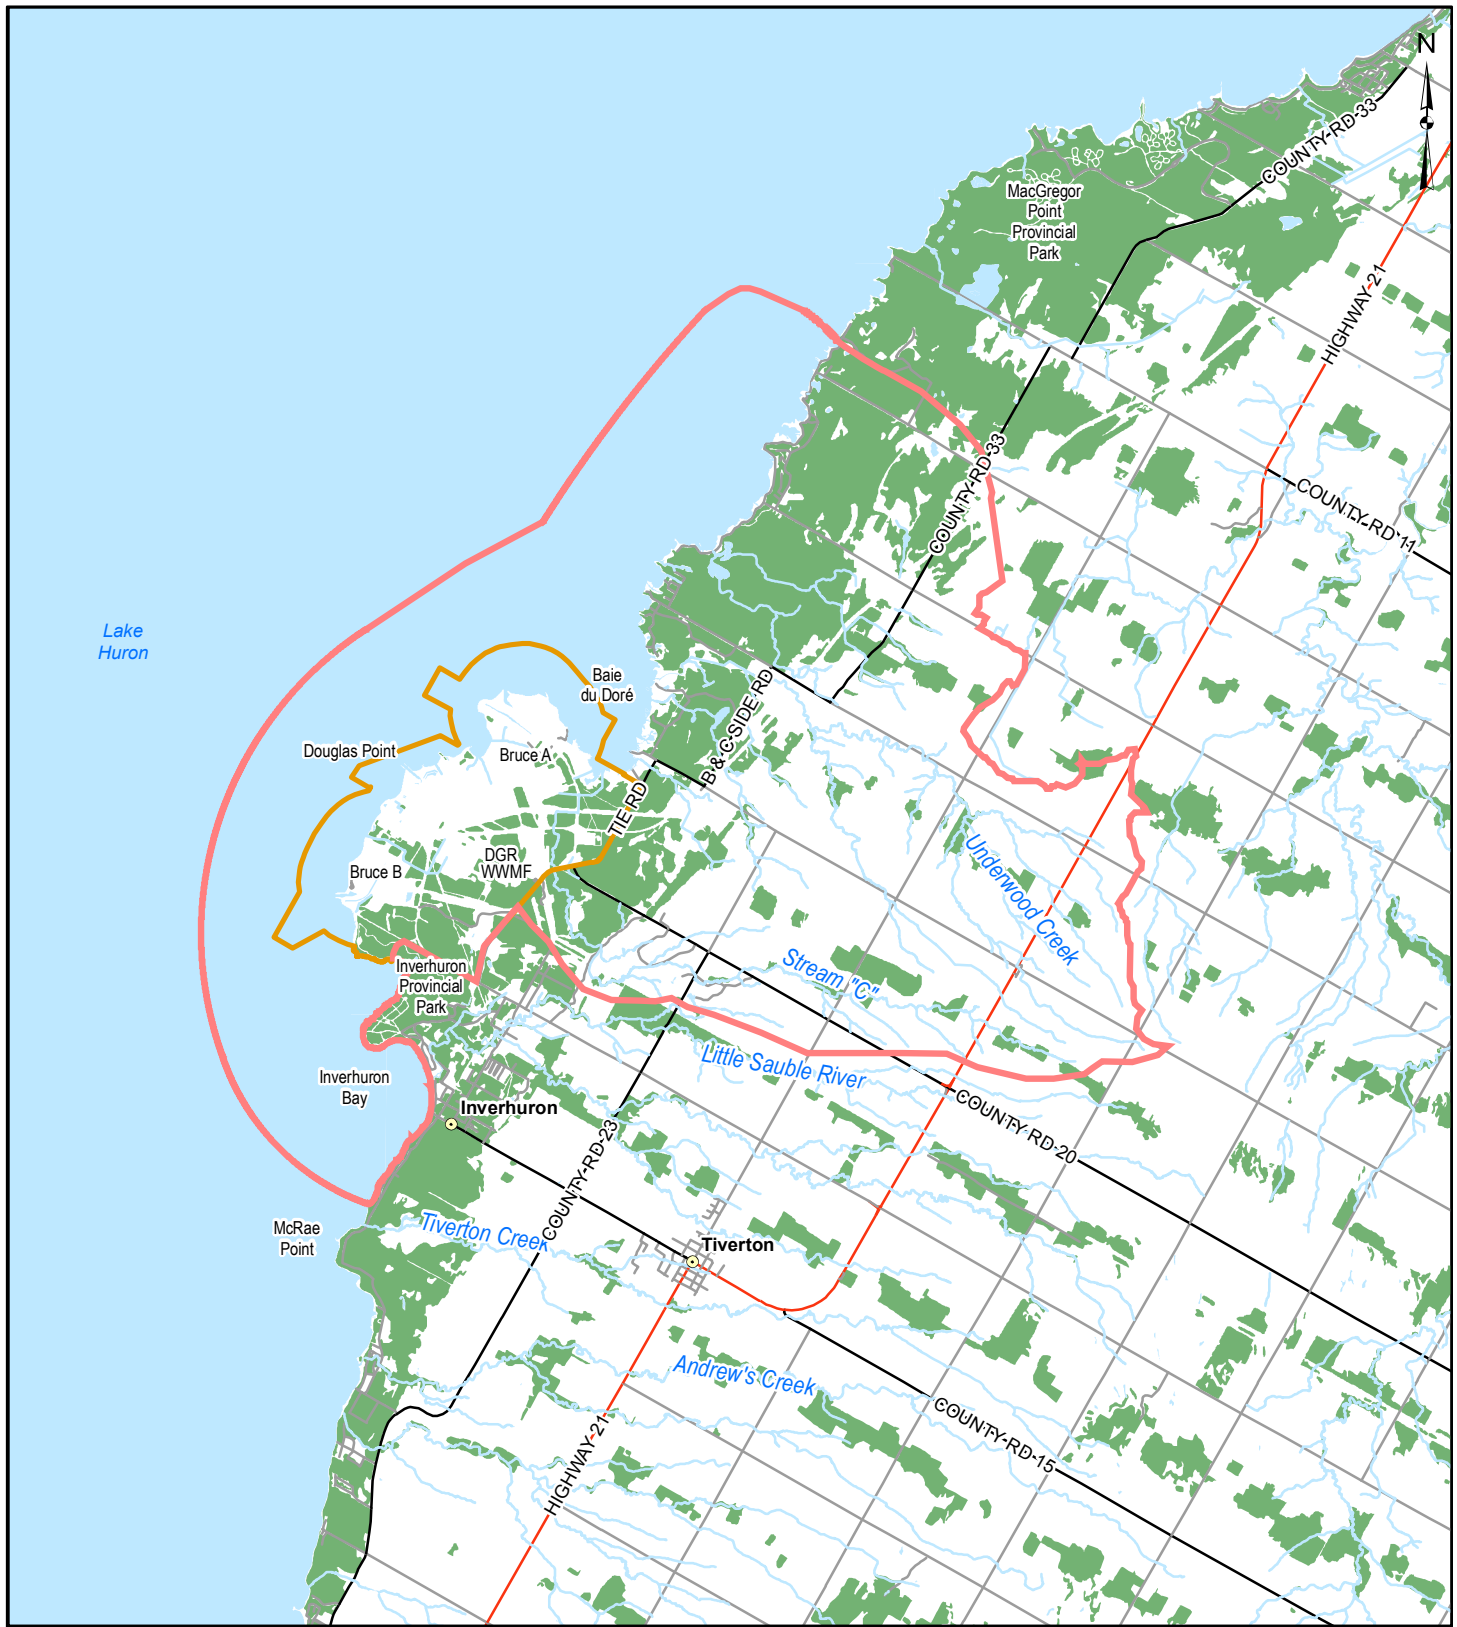 N
COUNTY-RD-33
MacGregor
Point
Provincial
Park
HIGHWAY-21
COUNTY-RD-33
COUNTY-RD-11
Lake
Huron
Baie
du Doré
B & C SIDE RD
Douglas Point
Bruce A
TIE RD
DGR
WWMF
Bruce B
Underwood Creek
Stream "C"
Inverhuron
Provincial
Park
Little Sauble River
Inverhuron
Bay
Inverhuron
COUNTY-RD-20
COUNTY-RD-23
McRae
Point
Tiverton Creek
Tiverton
Andrew's Creek
COUNTY-RD-15
HIGHWAY-21